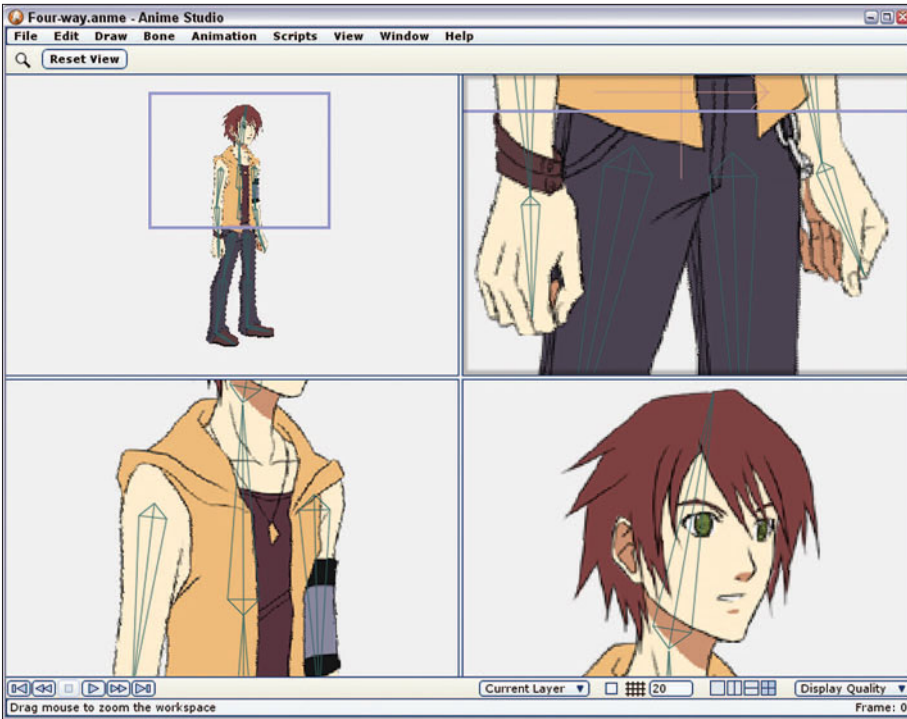 Four-way.anme - Anime Studio
File Edit Draw Bone Animation Scripts View Window Help
Reset View
Current Layer 20 Display Quality
Drag mouse to zoom the workspace Frame: 0